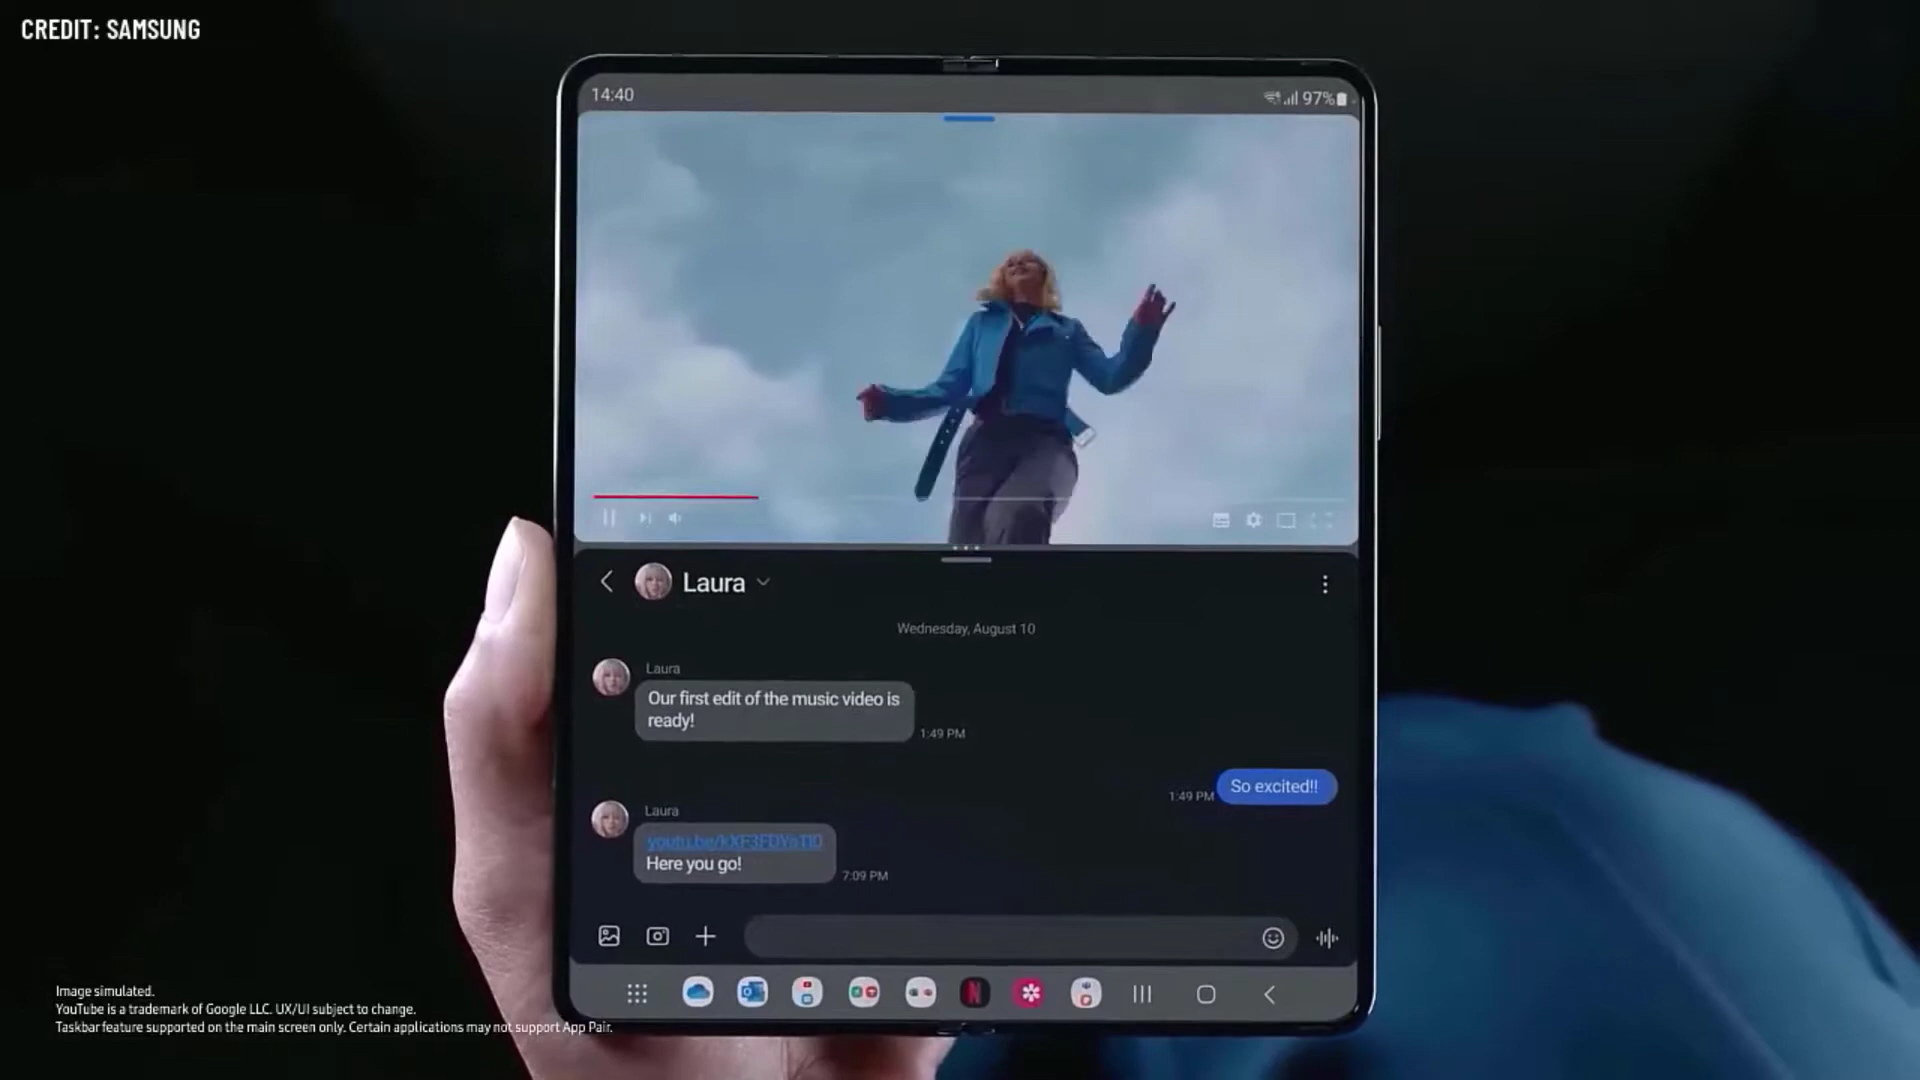 CREDIT: SAMSUNG
14:40
97%
Laura
Wednesday, August 10
Laura
Our first edit of the music video is
ready!
1:49 PM
So excited!!
1:49 PM
Laura
Here you go!
7:09 PM
Image simulated.
YouTube is a trademark of Google LLC. UX/UI subject to change.
Taskbar feature supported on the main screen only. Certain applications may not support App Pair.